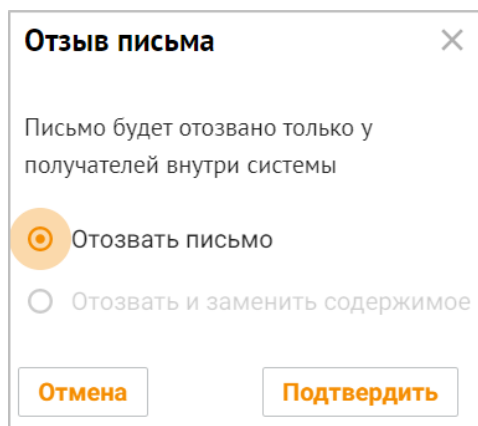 Отзыв письма
Письмо будет отозвано только у
получателей внутри системы
Отозвать письмо
Отозвать и заменить содержимое
Отмена
Подтвердить